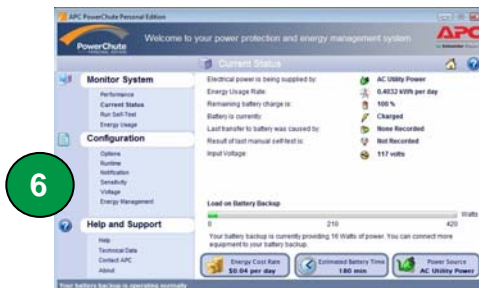 APC PowerChute Personal Edition
PowerChute
PERSONAL EDITION
Welcome to your power protection and energy management system
APC
by Schneider Electric
Current Status
Monitor System
Performance
Current Status
Run Self-Test
Energy Usage
Configuration
Options
Runtime
Notification
Sensitivity
Voltage
Energy Management
Help and Support
Help
Technical Data
Contact APC
About
Electrical power is being supplied by: AC Utility Power
Energy Usage Rate: 0.4032 kWh per day
Remaining battery charge is: 100 %
Battery is currently: Charged
Last transfer to battery was caused by: None Recorded
Result of last manual self-test is: Not Recorded
Input Voltage: 117 volts
Load on Battery Backup
Watts
0 210 420
Your battery backup is currently providing 16 Watts of power. You can connect more
equipment to your battery backup.
Energy Cost Rate
$0.04 per day
Estimated Battery Time
180 min
Power Source
AC Utility Power
Your battery backup is operating normally
6